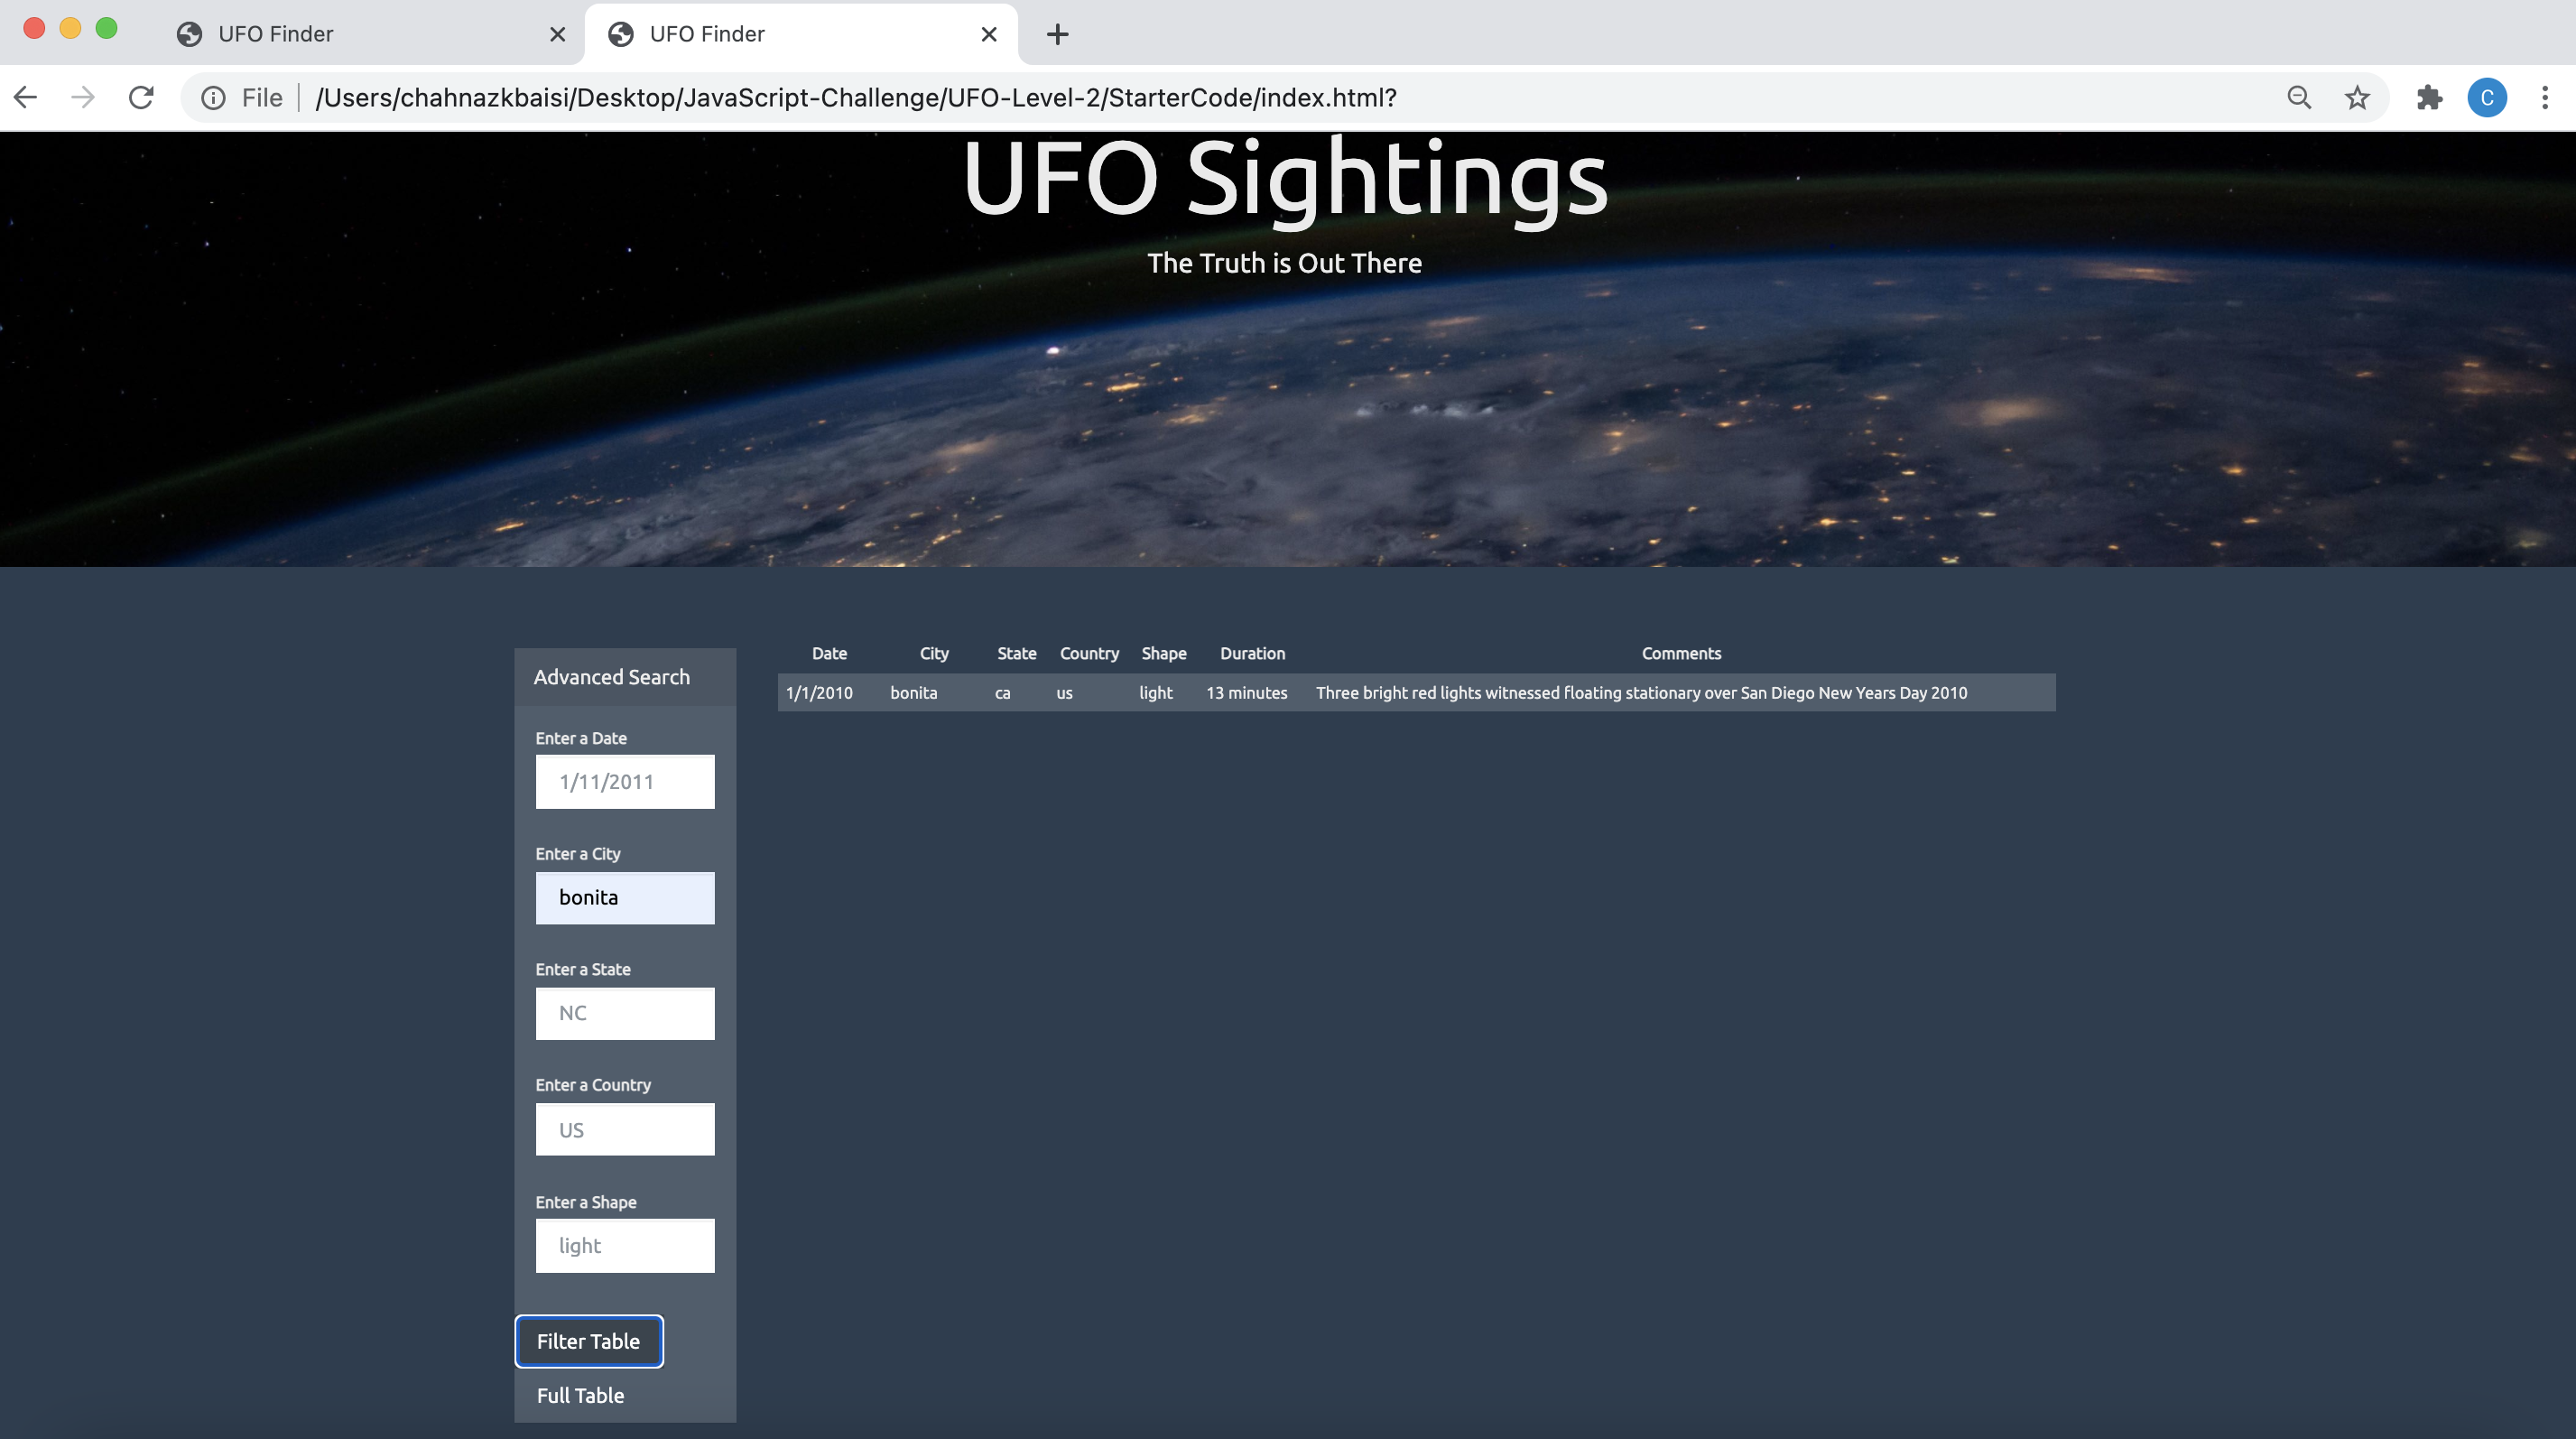 UFO Finder
UFO Finder
File /Users/chahnazkbaisi/Desktop/JavaScript-Challenge/UFO-Level-2/StarterCode/index.html?
C
UFO Sightings
The Truth is Out There
Advanced Search
Enter a Date
1/11/2011
Enter a City
bonita
Enter a State
NC
Enter a Country
US
Enter a Shape
light
Filter Table
Full Table
Date City State Country Shape Duration Comments
1/1/2010 bonita ca us light 13 minutes Three bright red lights witnessed floating stationary over San Diego New Years Day 2010